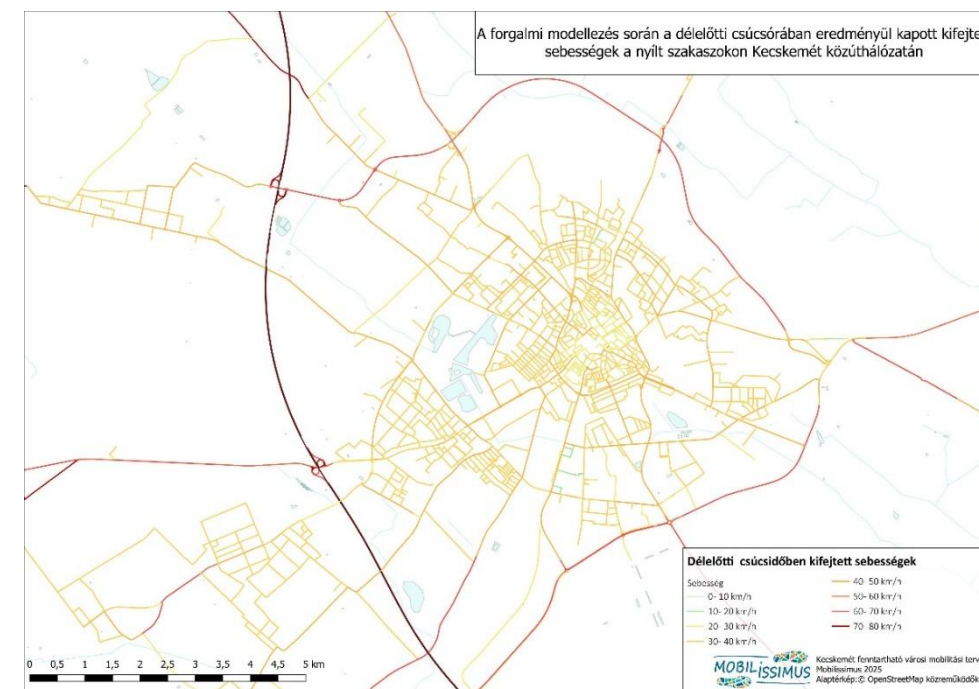 A forgalmi modellezés során a délelőtti csúcsórában eredményül kapott kifejte
sebességek a nyílt szakaszokon Kecskemét közúthálózatán
Délelőtti csúcsidőben kifejtett sebességek
Sebesség
0- 10 km/h
10- 20 km/h
20- 30 km/h
30- 40 km/h
40- 50 km/h
50- 60 km/h
60- 70 km/h
70- 80 km/h
0 0,5 1 1,5 2 2,5 3 3,5 4 4,5 5 km
MOBILISSIMUS
Kecskemét fenntartható városi mobilitási terv
Mobilissimus 2025
Alaptérkép:© OpenStreetMap közreműködők